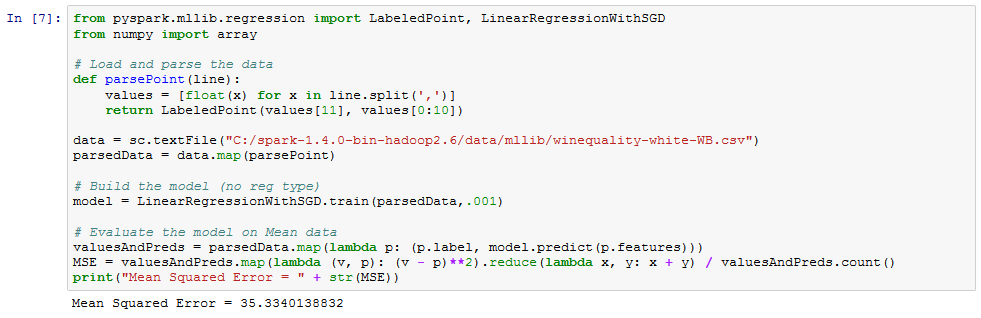 In [7]: from pyspark.mllib.regression import LabeledPoint, LinearRegressionWithSGD
from numpy import array

# Load and parse the data
def parsePoint(line):
    values = [float(x) for x in line.split(',')]
    return LabeledPoint(values[11], values[0:10])

data = sc.textFile("C:/spark-1.4.0-bin-hadoop2.6/data/mllib/winequality-white-WB.csv")
parsedData = data.map(parsePoint)

# Build the model (no reg type)
model = LinearRegressionWithSGD.train(parsedData,.001)

# Evaluate the model on Mean data
valuesAndPreds = parsedData.map(lambda p: (p.label, model.predict(p.features)))
MSE = valuesAndPreds.map(lambda (v, p): (v - p)**2).reduce(lambda x, y: x + y) / valuesAndPreds.count()
print("Mean Squared Error = " + str(MSE))
Mean Squared Error = 35.3340138832